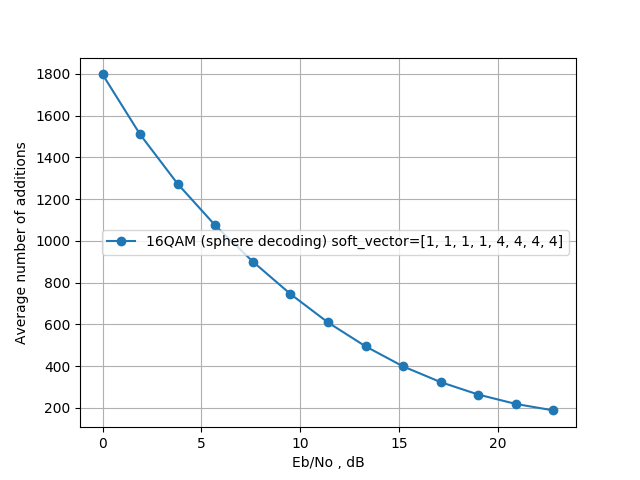 1800
1600
1400
1200
1000
800
600
400
200
Average number of additions
16QAM (sphere decoding) soft_vector=[1, 1, 1, 1, 4, 4, 4, 4]
0 5 10 15 20
Eb/No , dB